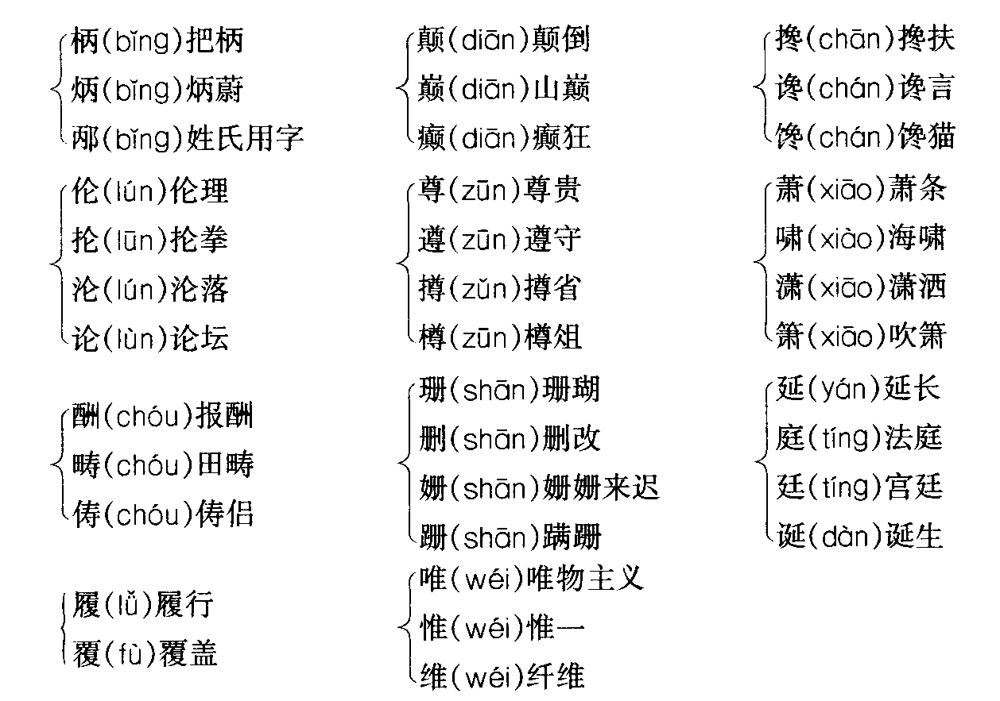 柄(bǐng)把柄
炳(bǐng)炳蔚
邴(bǐng)姓氏用字
颠(diān)颠倒
巅(diān)山巅
癫(diān)癫狂
搀(chān)搀扶
谗(chán)谗言
馋(chán)馋猫
伦(lún)伦理
抡(lūn)抡拳
沦(lún)沦落
论(lùn)论坛
尊(zūn)尊贵
遵(zūn)遵守
撙(zǔn)撙省
樽(zūn)樽俎
萧(xiāo)萧条
啸(xiào)海啸
潇(xiāo)潇洒
箫(xiāo)吹箫
酬(chóu)报酬
畴(chóu)田畴
俦(chóu)俦侣
珊(shān)珊瑚
删(shān)删改
姗(shān)姗姗来迟
跚(shān)蹒跚
延(yán)延长
庭(tíng)法庭
廷(tíng)宫廷
诞(dàn)诞生
履(lǚ)履行
覆(fù)覆盖
唯(wéi)唯物主义
惟(wéi)惟一
维(wéi)纤维